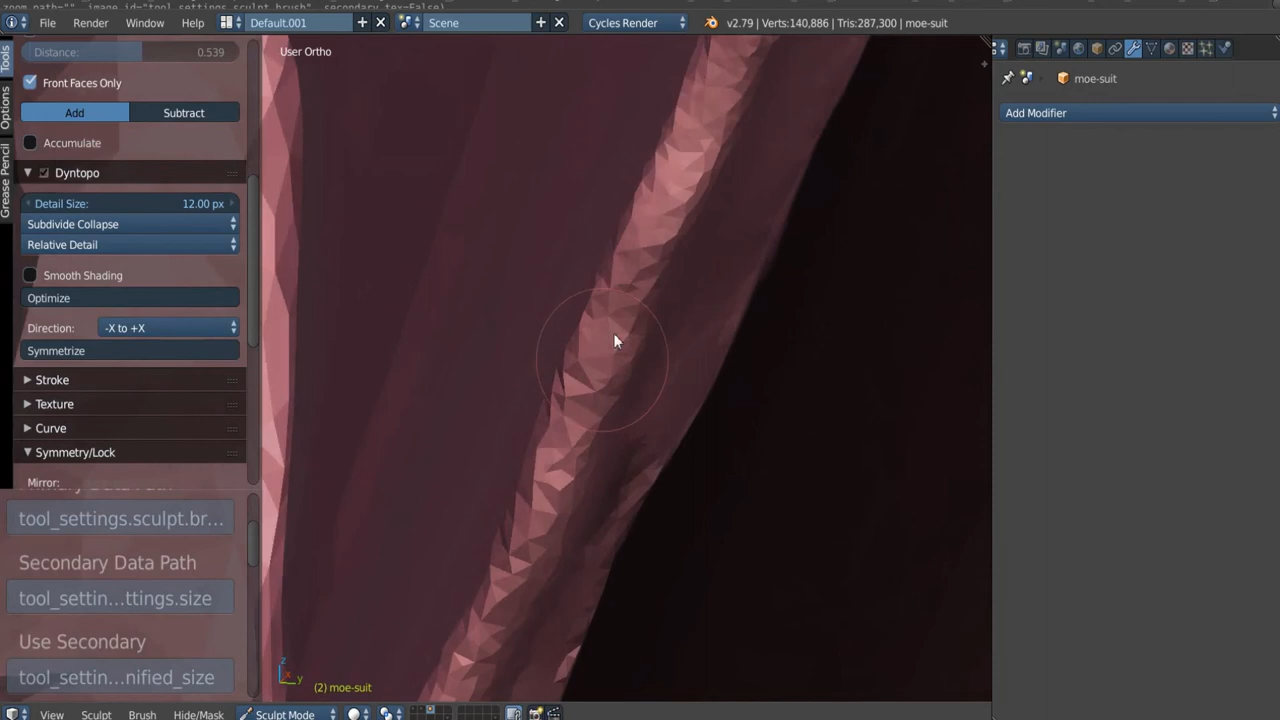 File Render Window Help Default.001 Scene Cycles Render v2.79 | Verts:140,886 | Tris:287,300 | moe-suit
Tools
Options
Grease Pencil
Distance: 0.539
Front Faces Only
Add Subtract
Accumulate
Dyntopo
Detail Size: 12.00 px
Subdivide Collapse
Relative Detail
Smooth Shading
Optimize
Direction: -X to +X
Symmetrize
Stroke
Texture
Curve
Symmetry/Lock
Mirror:
tool_settings.sculpt.br...
Secondary Data Path
tool_settin...ttings.size
Use Secondary
tool_settin...nified_size
User Ortho
z
x
y
(2) moe-suit
View Sculpt Brush Hide/Mask Sculpt Mode
moe-suit
Add Modifier